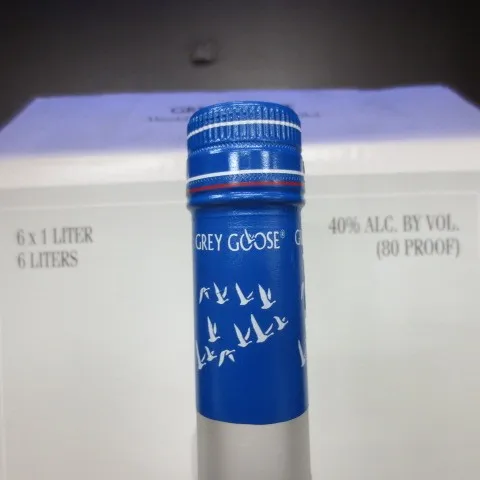 6 x 1 LITER
6 LITERS
GREY GOOSE®
40% ALC. BY VOL.
(80 PROOF)